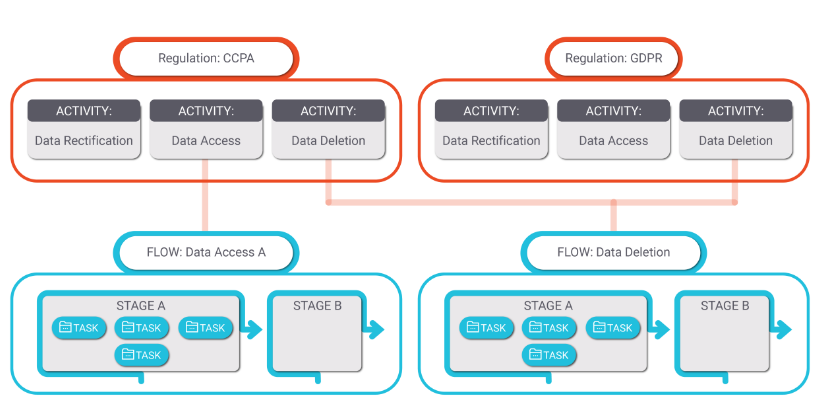 Regulation: CCPA
Regulation: GDPR
ACTIVITY:
Data Rectification
ACTIVITY:
Data Access
ACTIVITY:
Data Deletion
ACTIVITY:
Data Rectification
ACTIVITY:
Data Access
ACTIVITY:
Data Deletion
FLOW: Data Access A
FLOW: Data Deletion
STAGE A
TASK
TASK
TASK
TASK
STAGE B
STAGE A
TASK
TASK
TASK
TASK
STAGE B